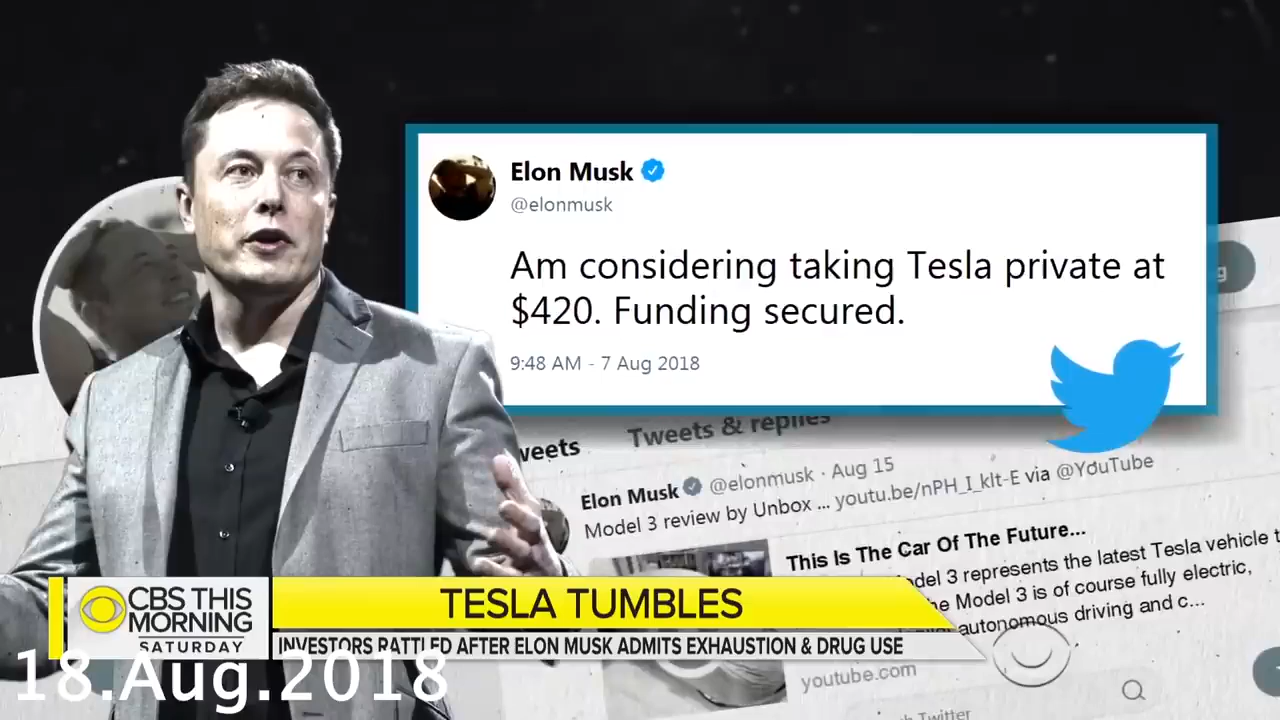 Elon Musk
@elonmusk
Am considering taking Tesla private at
$420. Funding secured.
9:48 AM - 7 Aug 2018
weets Tweets & replies
Elon Musk @elonmusk · Aug 15
Model 3 review by Unbox ... youtu.be/nPH_I_klt-E via @YouTube
This Is The Car Of The Future...
odel 3 represents the latest Tesla vehicle t
he Model 3 is of course fully electric,
autonomous driving and c...
youtube.com
Twitter
CBS THIS
MORNING
SATURDAY
TESLA TUMBLES
INVESTORS RATTLED AFTER ELON MUSK ADMITS EXHAUSTION & DRUG USE
18.Aug.2018